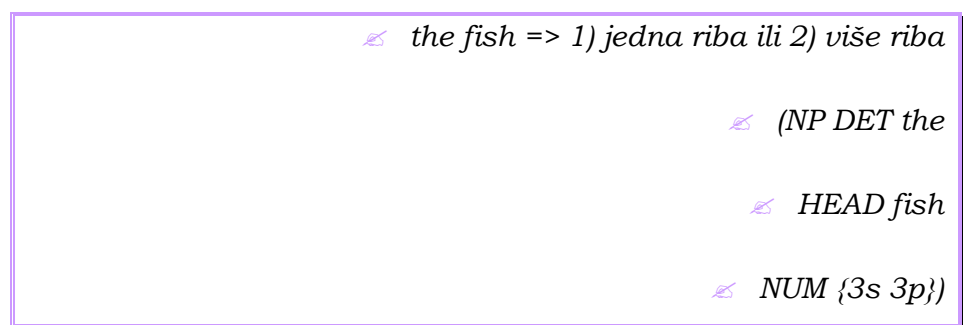 the fish => 1) jedna riba ili 2) više riba
(NP DET the
HEAD fish
NUM {3s 3p})